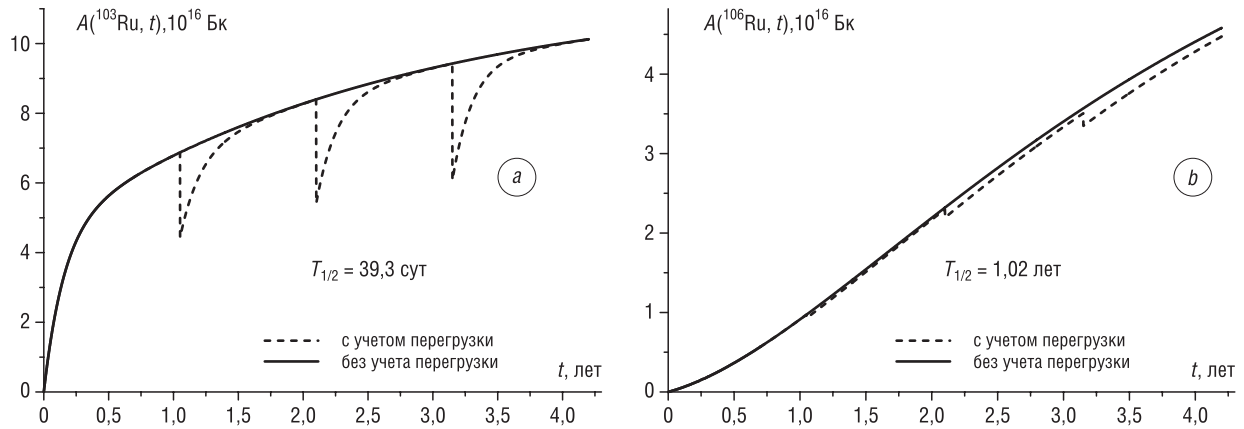 A(¹⁰³Ru, t),10¹⁶ Бк
10
8
6
4
2
0
0
0,5
1,0
1,5
2,0
2,5
3,0
3,5
4,0
a
T₁/₂ = 39,3 сут
с учетом перегрузки
без учета перегрузки
t, лет
A(¹⁰⁶Ru, t),10¹⁶ Бк
4
3
2
1
0
0
0,5
1,0
1,5
2,0
2,5
3,0
3,5
4,0
b
T₁/₂ = 1,02 лет
с учетом перегрузки
без учета перегрузки
t, лет